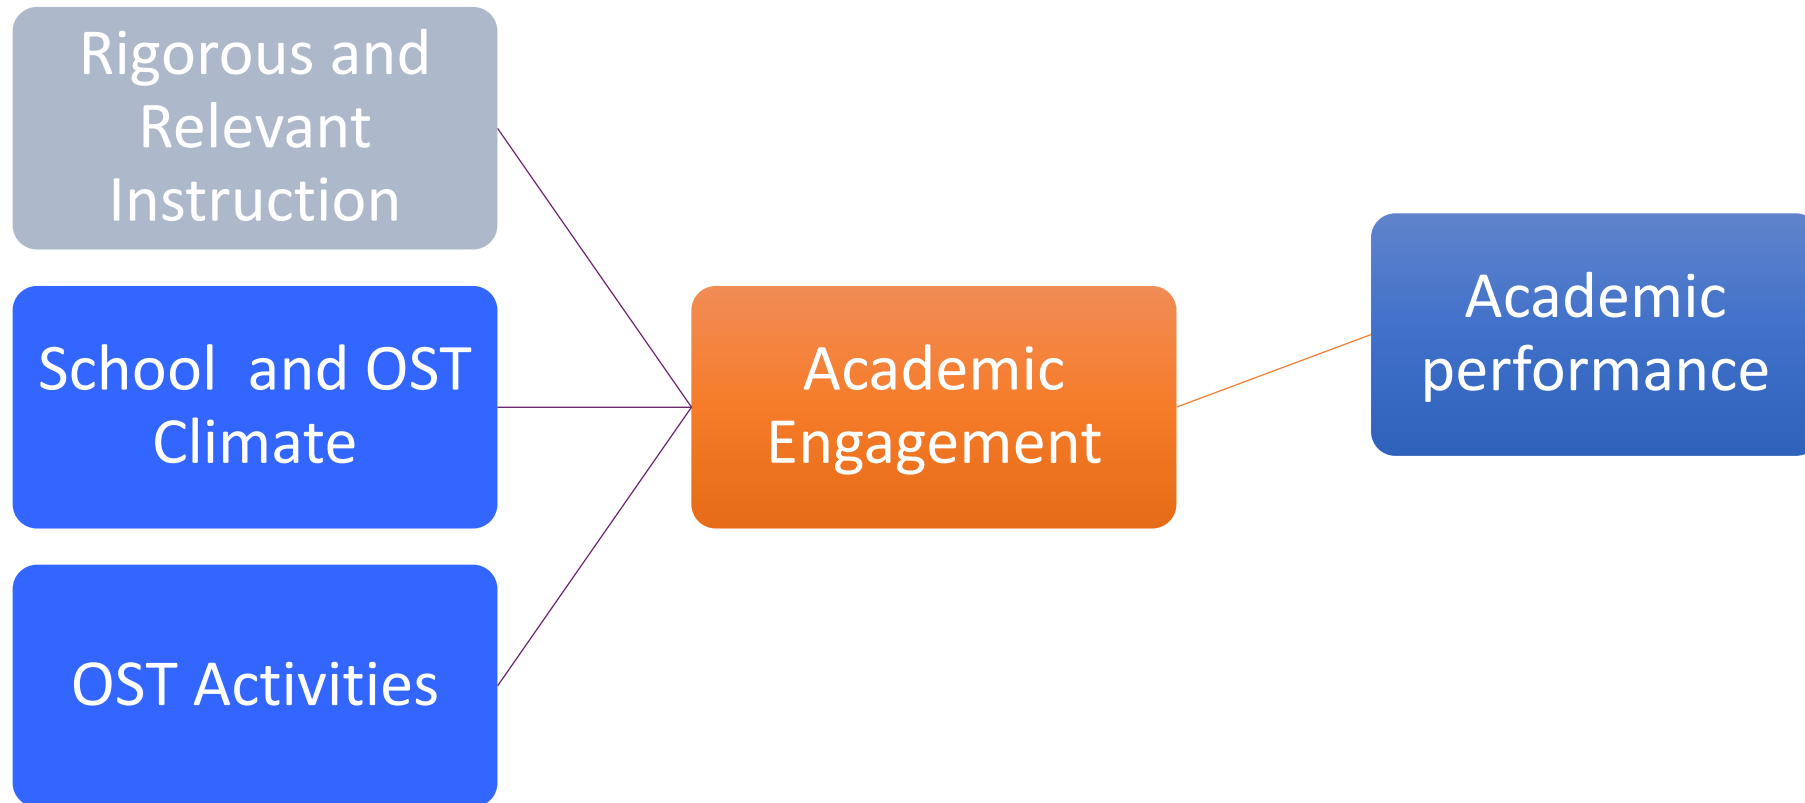 Rigorous and
Relevant
Instruction
School  and OST
Climate
OST Activities
Academic
Engagement
Academic
performance